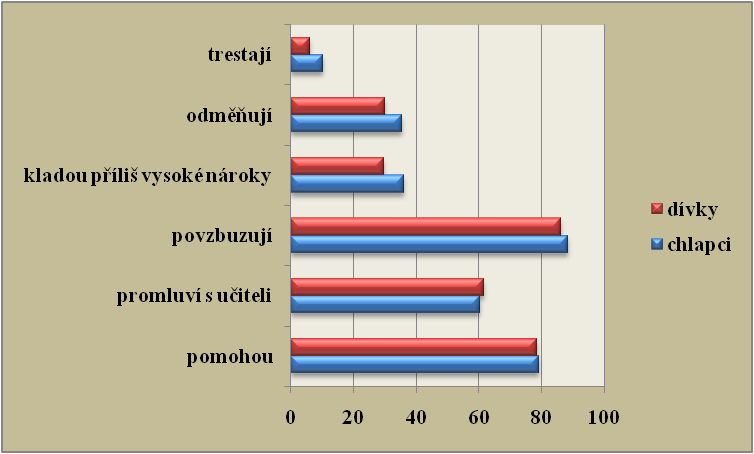 trestají
odměňují
kladou příliš vysoké nároky
povzbuzují
promluví s učiteli
pomohou
0 20 40 60 80 100
dívky
chlapci